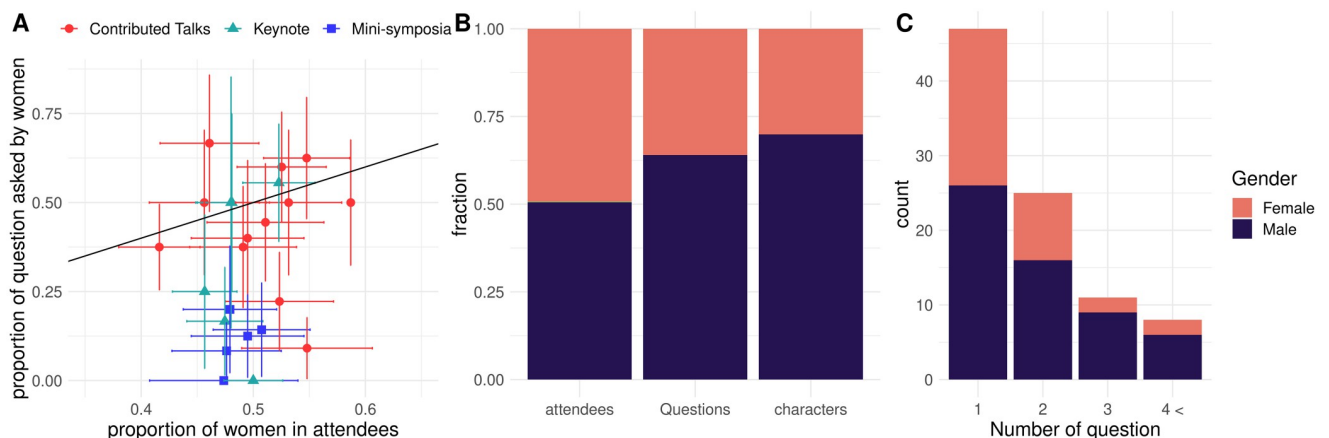 A
Contributed Talks Keynote Mini-symposia
proportion of question asked by women
0.75
0.50
0.25
0.00
0.4 0.5 0.6
proportion of women in attendees
B
fraction
1.00
0.75
0.50
0.25
0.00
attendees Questions characters
C
count
40
30
20
10
0
1 2 3 4 <
Number of question
Gender
Female
Male